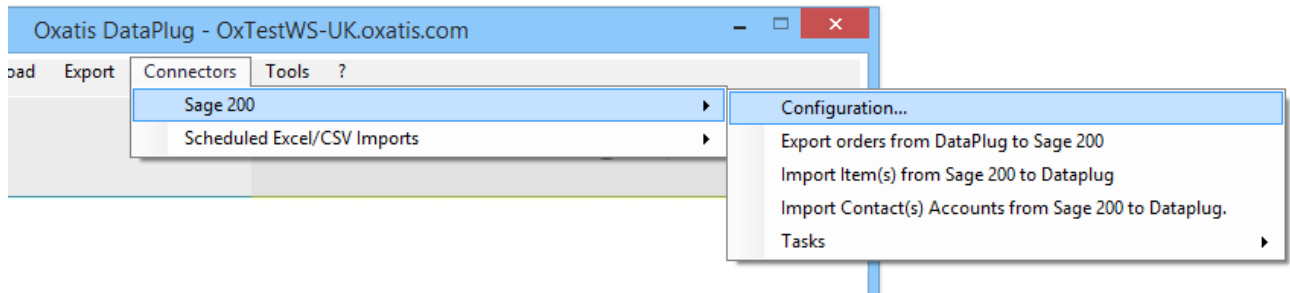 Oxatis DataPlug - OxTestWS-UK.oxatis.com
oad Export Connectors Tools ?
Sage 200
Scheduled Excel/CSV Imports
Configuration...
Export orders from DataPlug to Sage 200
Import Item(s) from Sage 200 to Dataplug
Import Contact(s) Accounts from Sage 200 to Dataplug.
Tasks